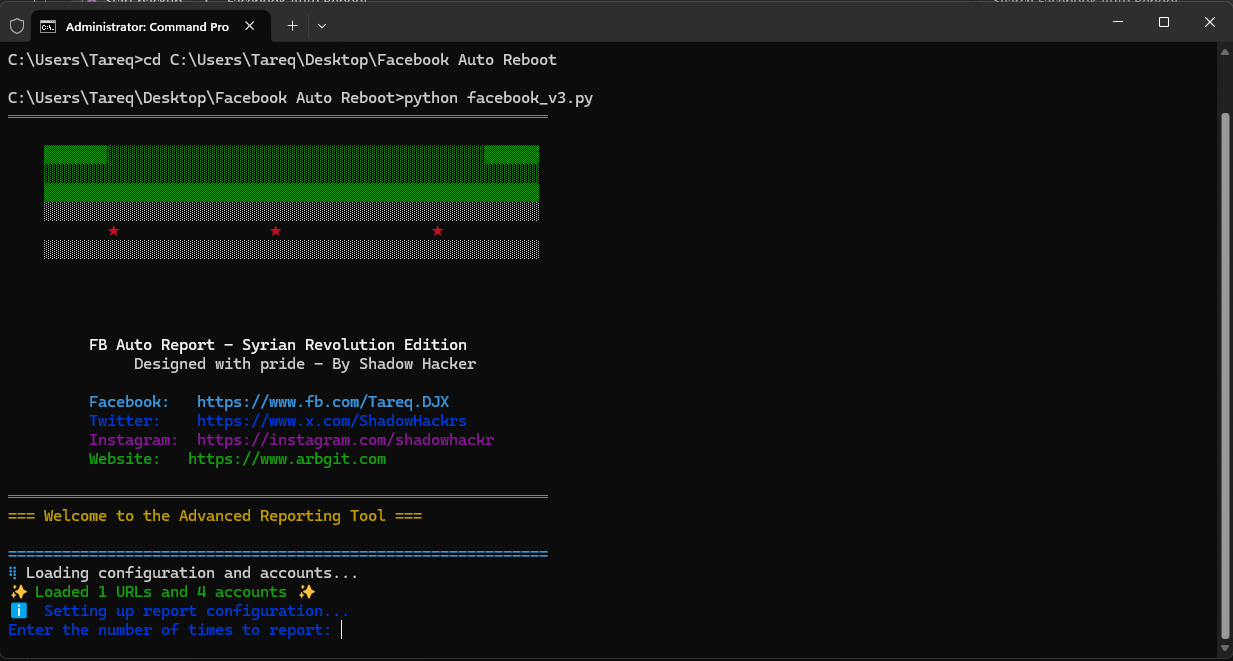 Administrator: Command Pro
C:\Users\Tareq>cd C:\Users\Tareq\Desktop\Facebook Auto Reboot
C:\Users\Tareq\Desktop\Facebook Auto Reboot>python facebook_v3.py
FB Auto Report - Syrian Revolution Edition
Designed with pride - By Shadow Hacker
Facebook: https://www.fb.com/Tareq.DJX
Twitter: https://www.x.com/ShadowHackrs
Instagram: https://instagram.com/shadowhackr
Website: https://www.arbgit.com
=== Welcome to the Advanced Reporting Tool ===
============================================================
Loading configuration and accounts...
✨ Loaded 1 URLs and 4 accounts ✨
ℹ️ Setting up report configuration...
Enter the number of times to report: